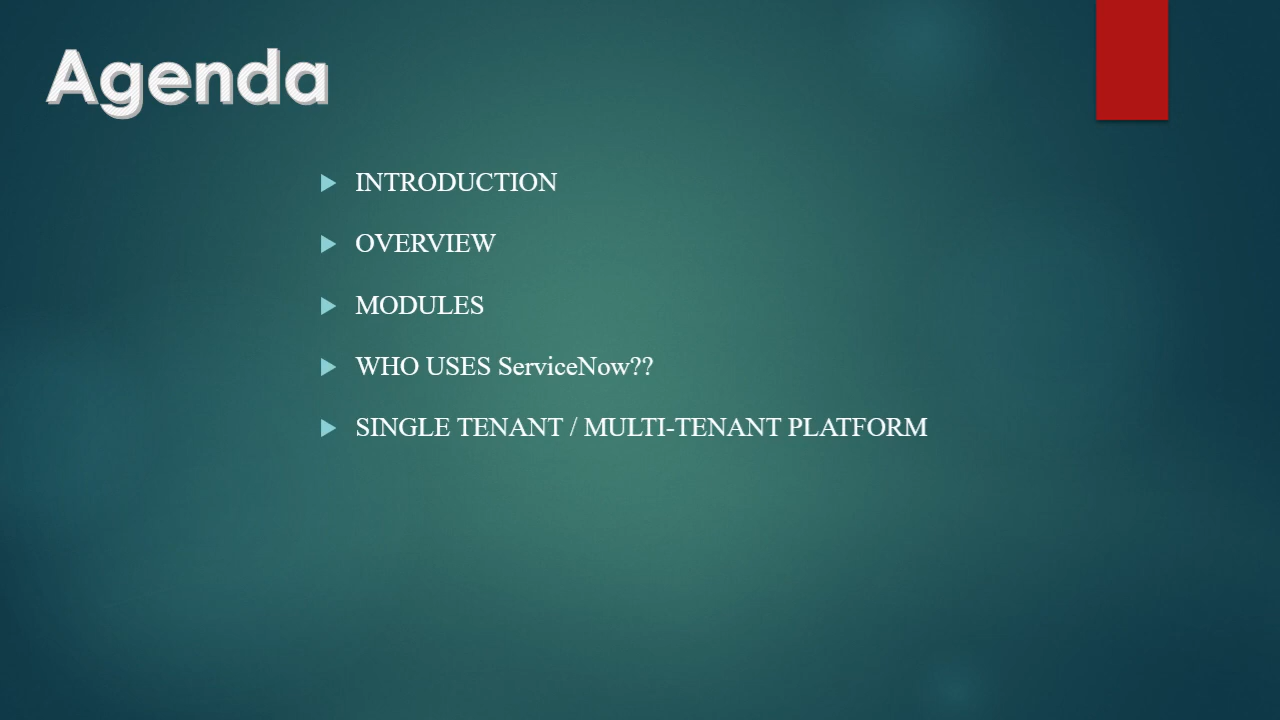 Agenda
INTRODUCTION
OVERVIEW
MODULES
WHO USES ServiceNow??
SINGLE TENANT / MULTI-TENANT PLATFORM